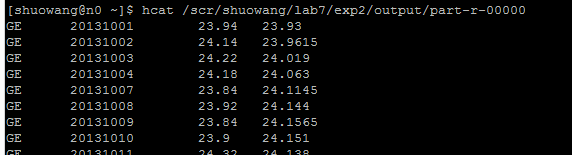 [shuowang@n0 ~]$ hcat /scr/shuowang/lab7/exp2/output/part-r-00000
GE 20131001 23.94 23.93
GE 20131002 24.14 23.9615
GE 20131003 24.22 24.019
GE 20131004 24.18 24.063
GE 20131007 23.84 24.1145
GE 20131008 23.92 24.144
GE 20131009 23.84 24.1565
GE 20131010 23.9 24.151
GE 20131011 24.32 24.138